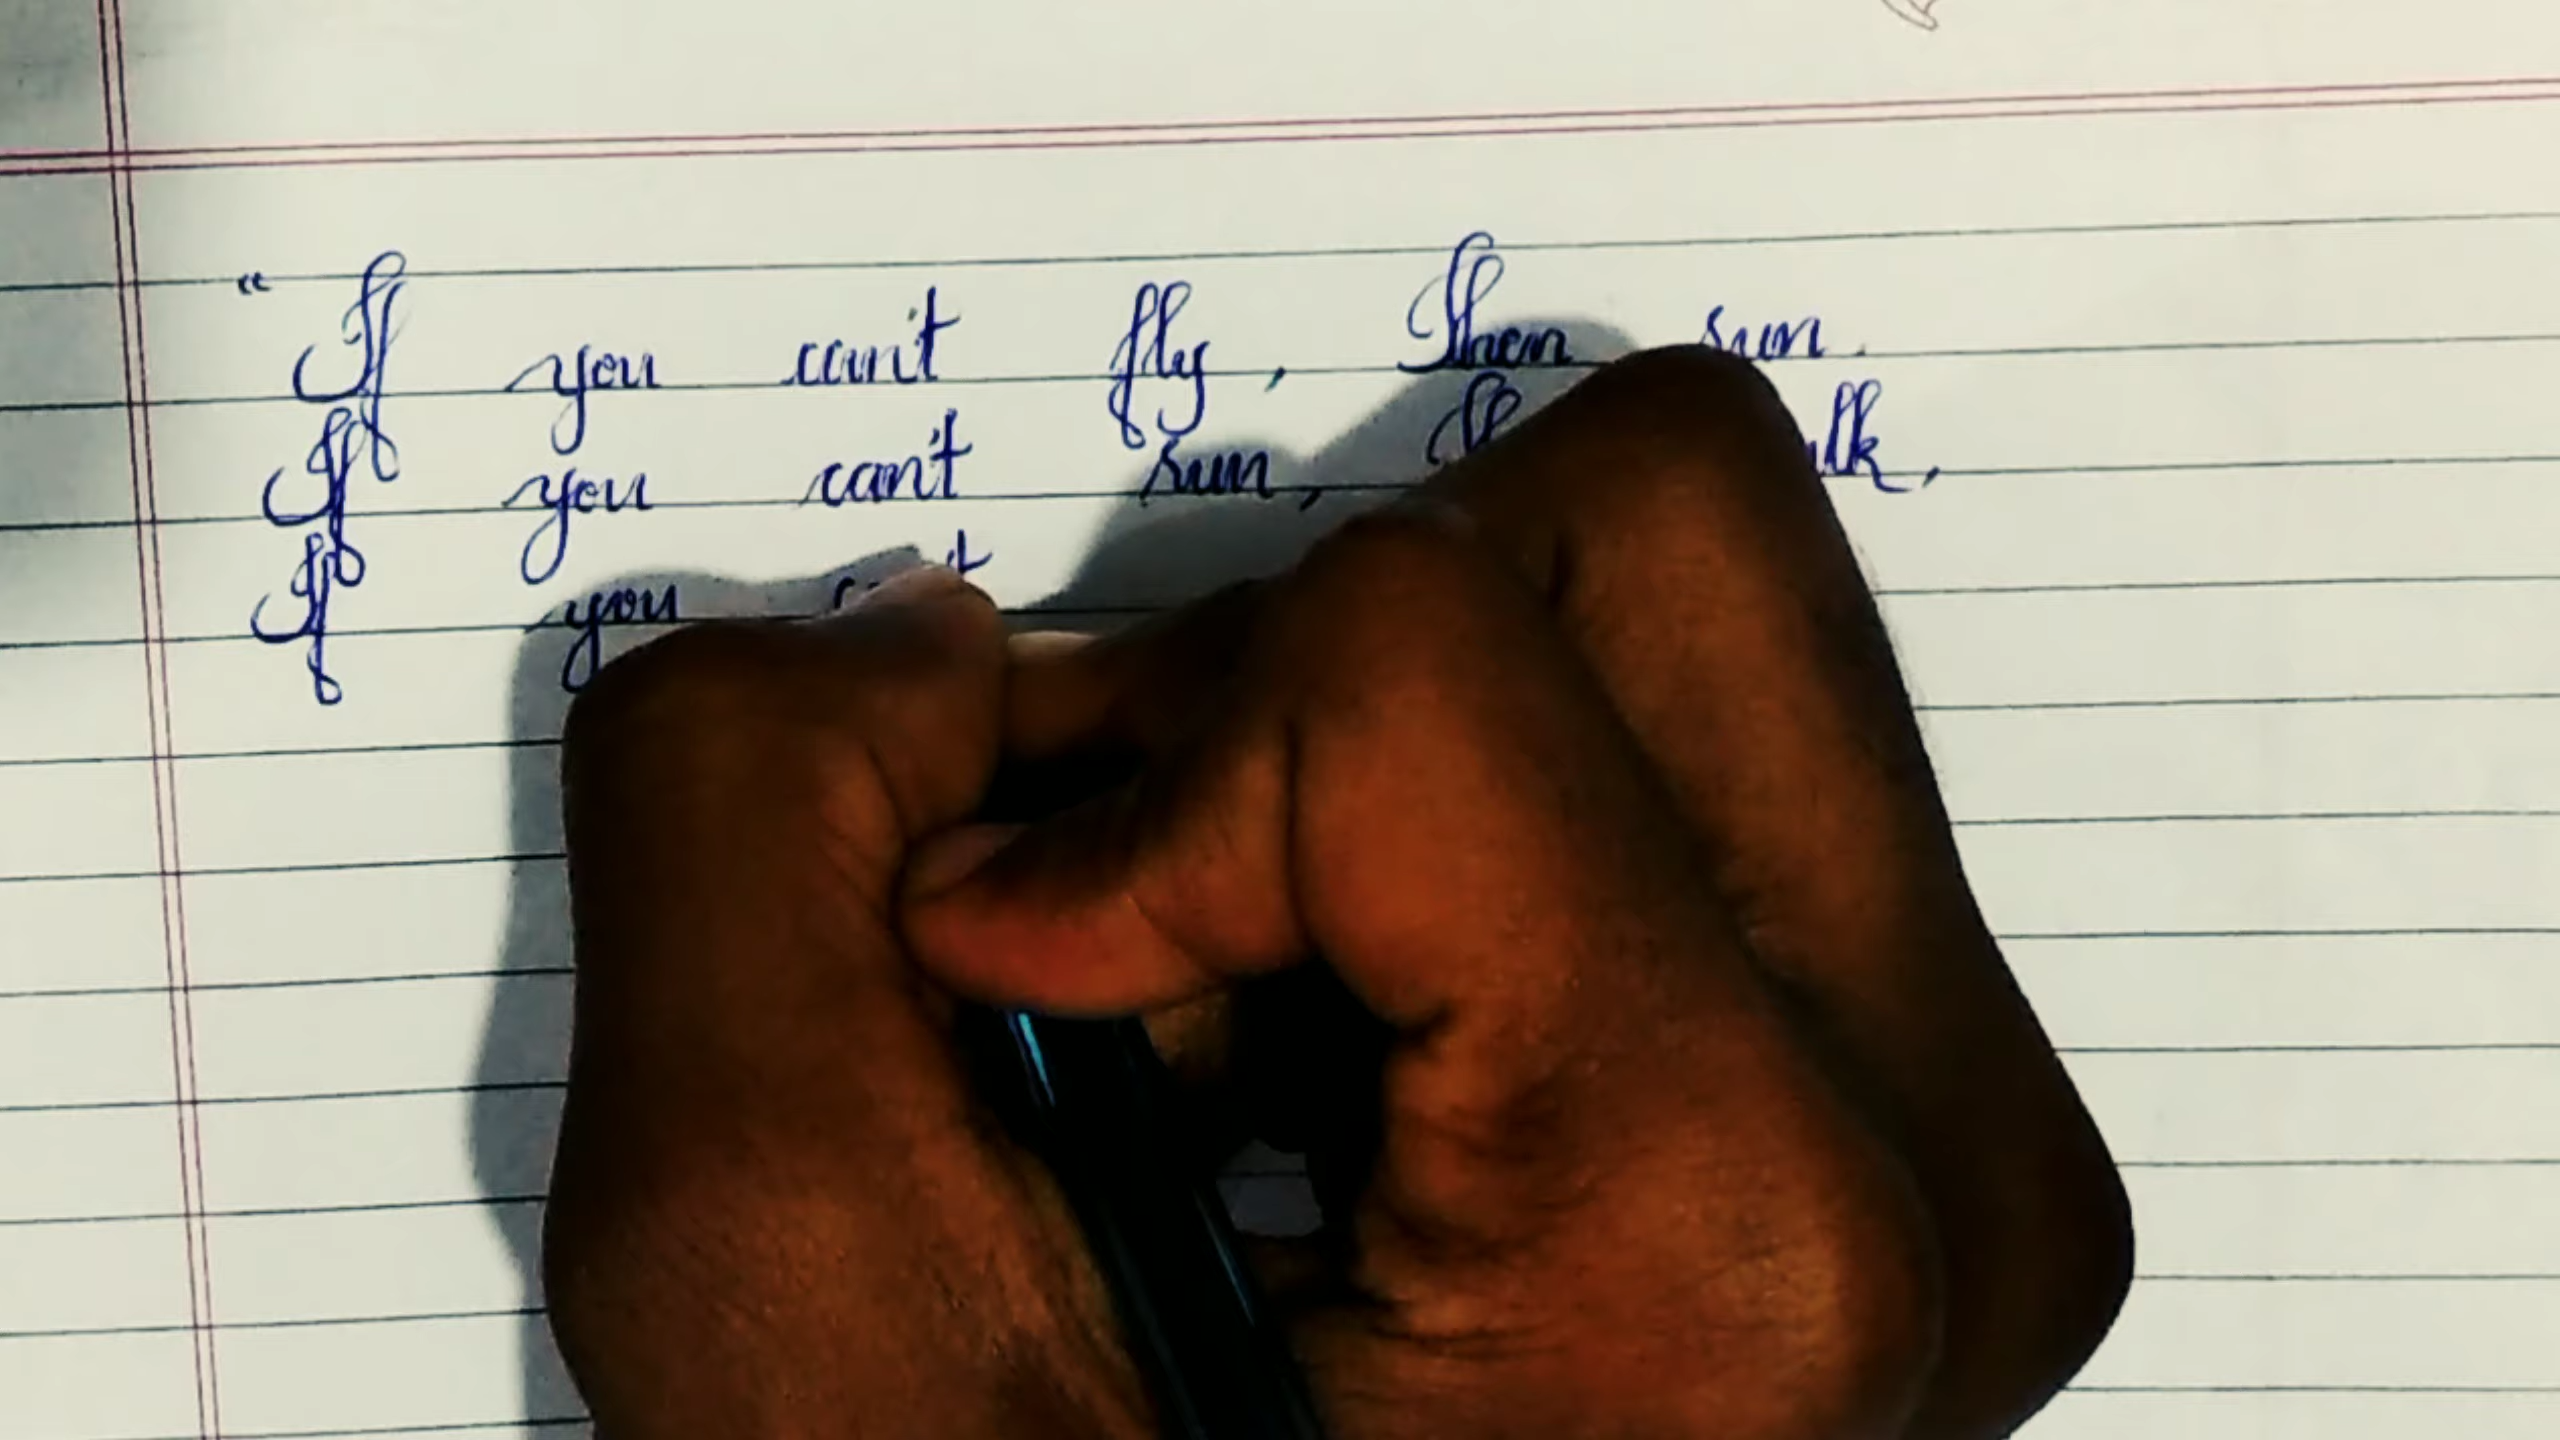 “ If you can't fly, Then run.
If you can't run,
If you